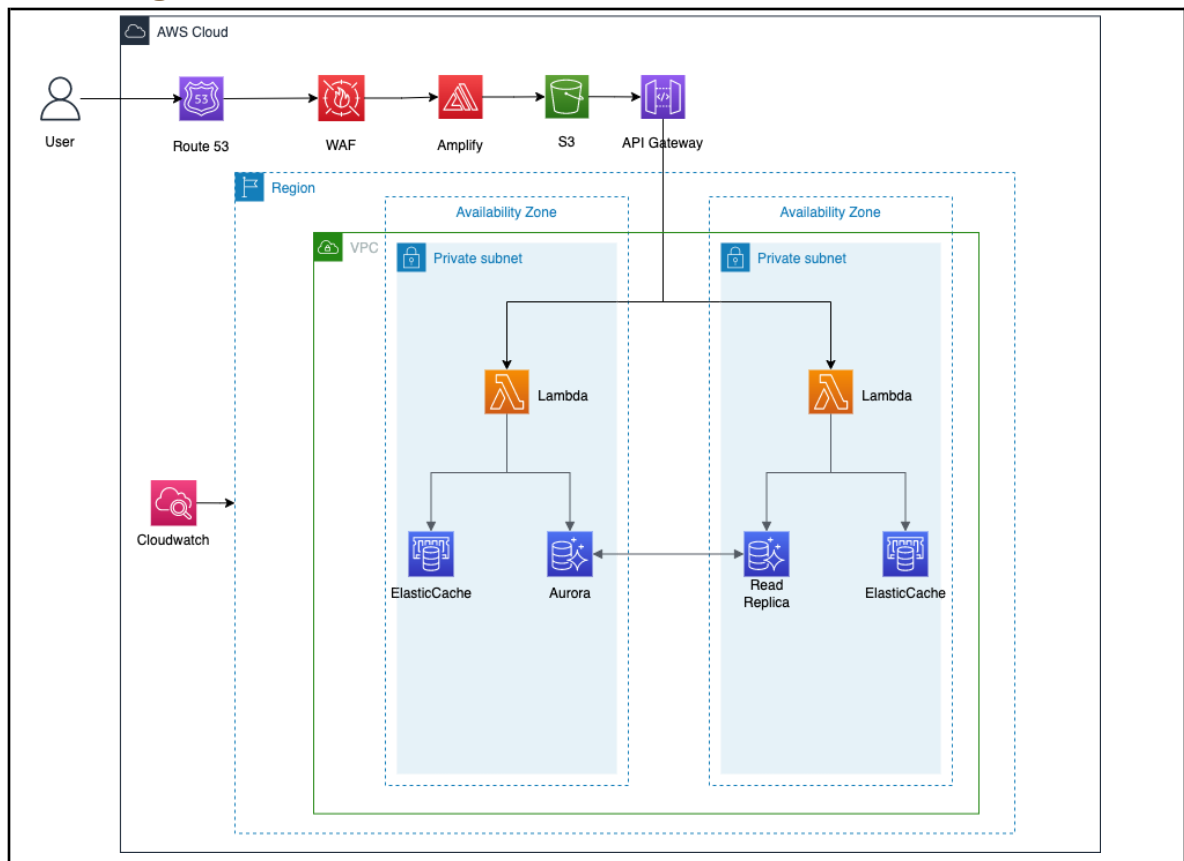 AWS Cloud
53
User
Route 53
WAF
Amplify
S3
API Gateway
Region
Availability Zone
Availability Zone
VPC
Private subnet
Private subnet
Lambda
Lambda
Cloudwatch
ElasticCache
Aurora
Read
Replica
ElasticCache